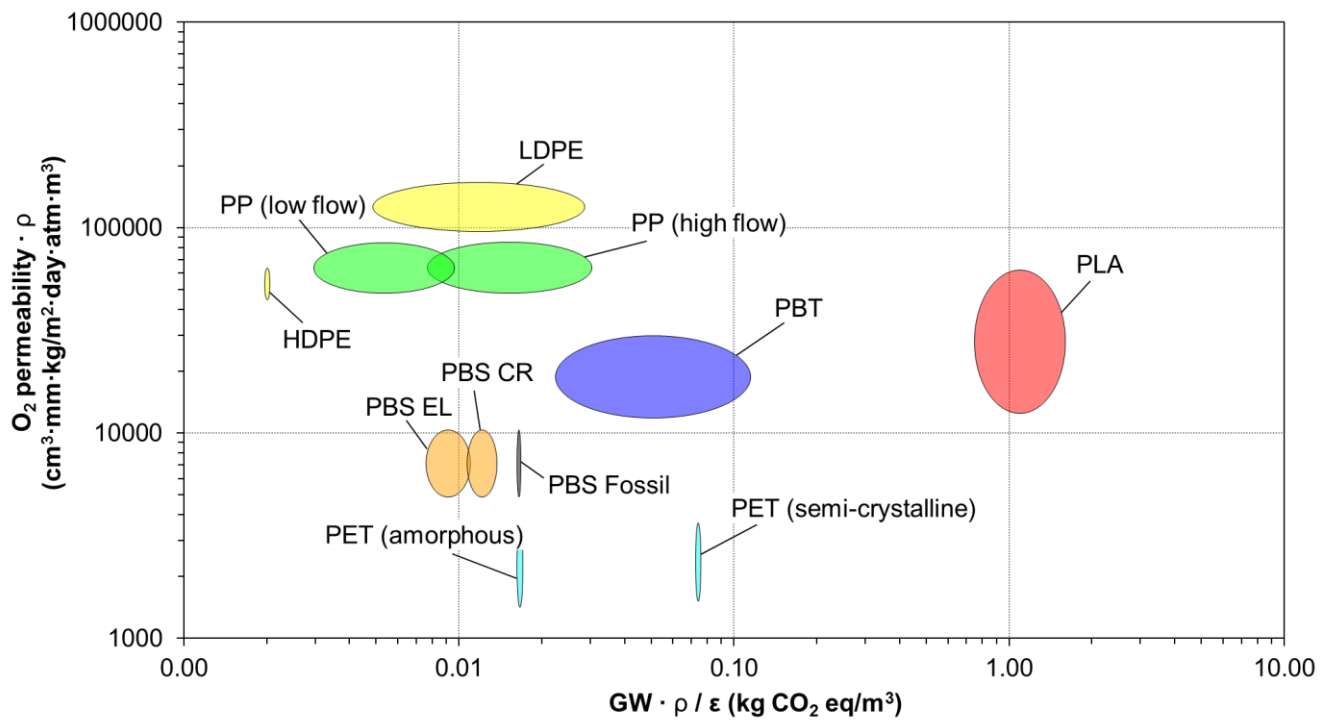 1000000
100000
10000
1000
O₂ permeability · ρ
(cm³·mm·kg/m²·day·atm·m³)
LDPE
PP (low flow)
PP (high flow)
HDPE
PLA
PBT
PBS CR
PBS EL
PBS Fossil
PET (semi-crystalline)
PET (amorphous)
0.00
0.01
0.10
1.00
10.00
GW · ρ / ε (kg CO₂ eq/m³)